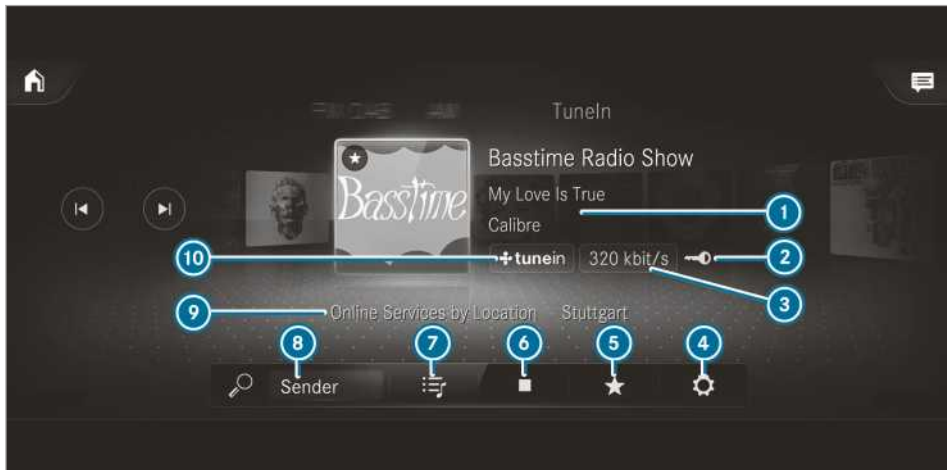 TuneIn
Basstime
Basstime Radio Show
My Love Is True
Calibre
tunein 320 kbit/s
Online Services by Location Stuttgart
Sender
1
2
3
4
5
6
7
8
9
10